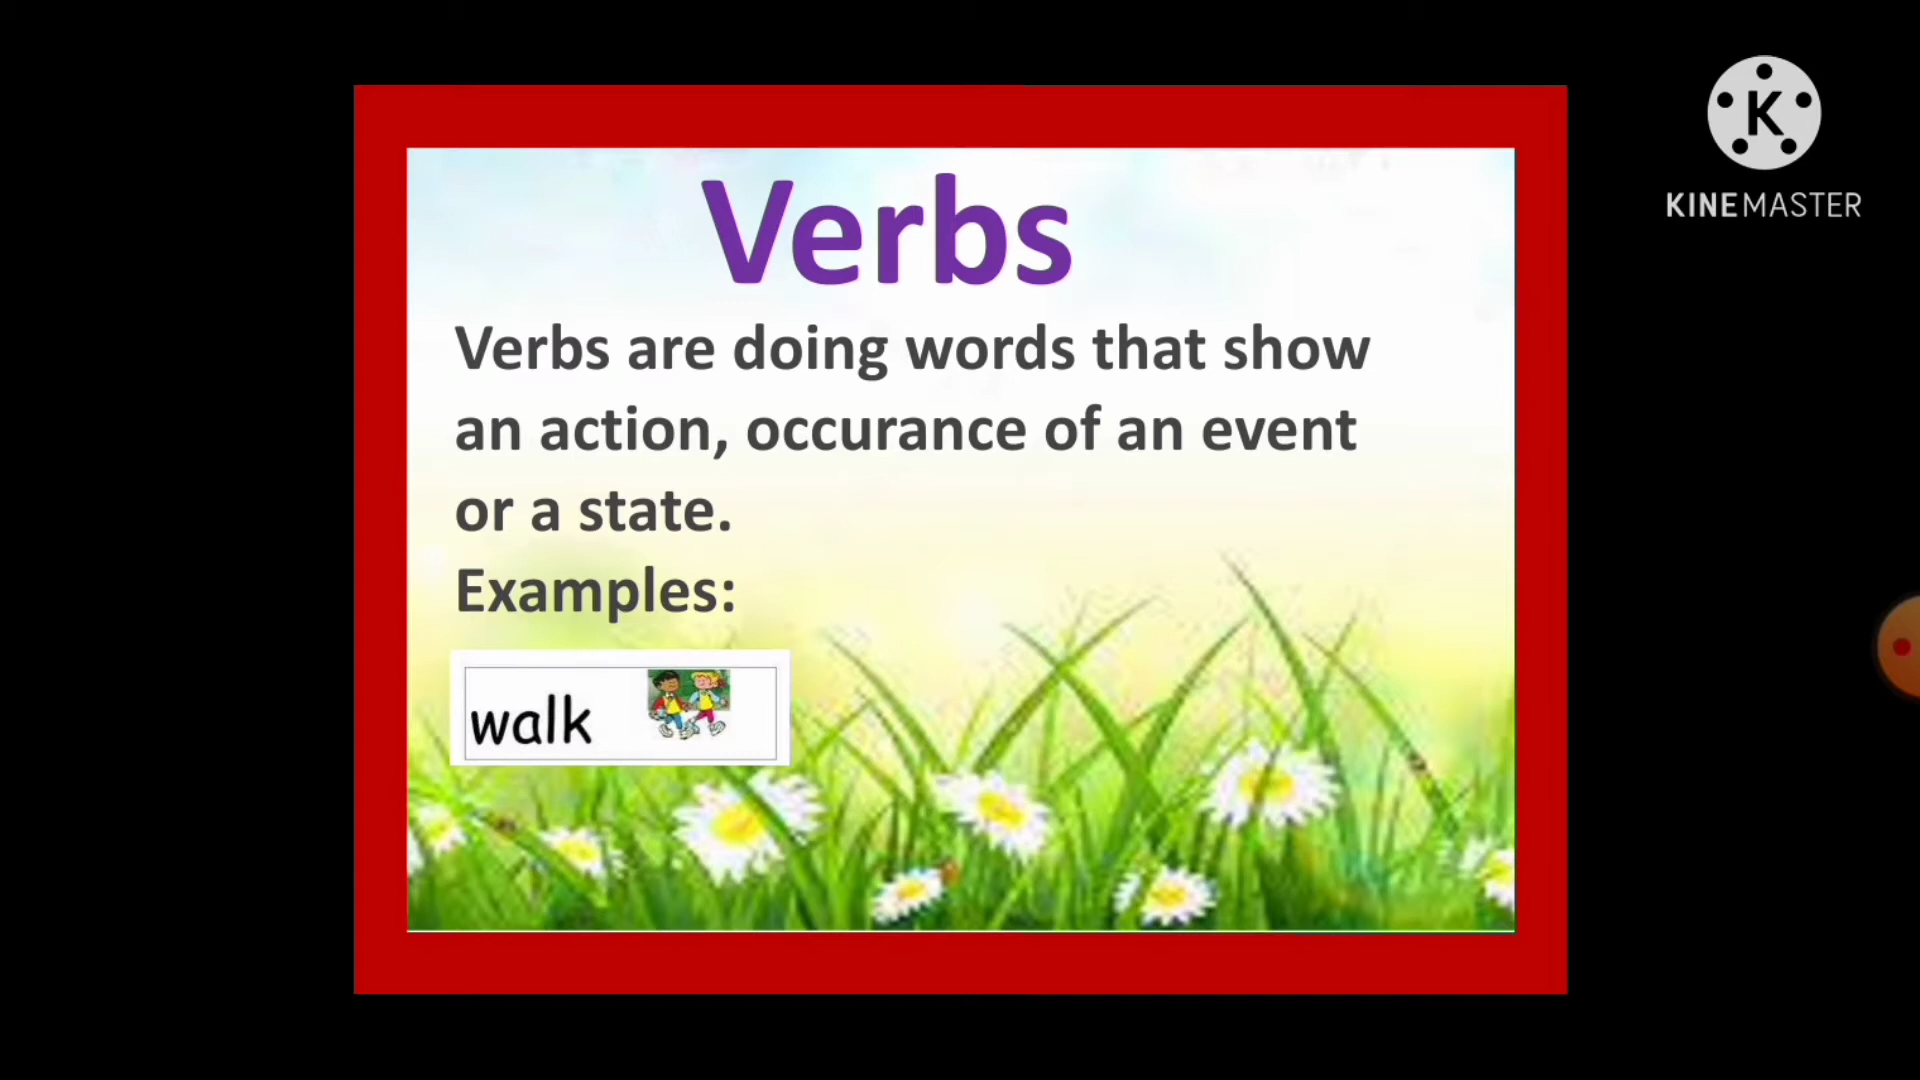 Verbs
Verbs are doing words that show
an action, occurance of an event
or a state.
Examples:
walk
K
KINEMASTER